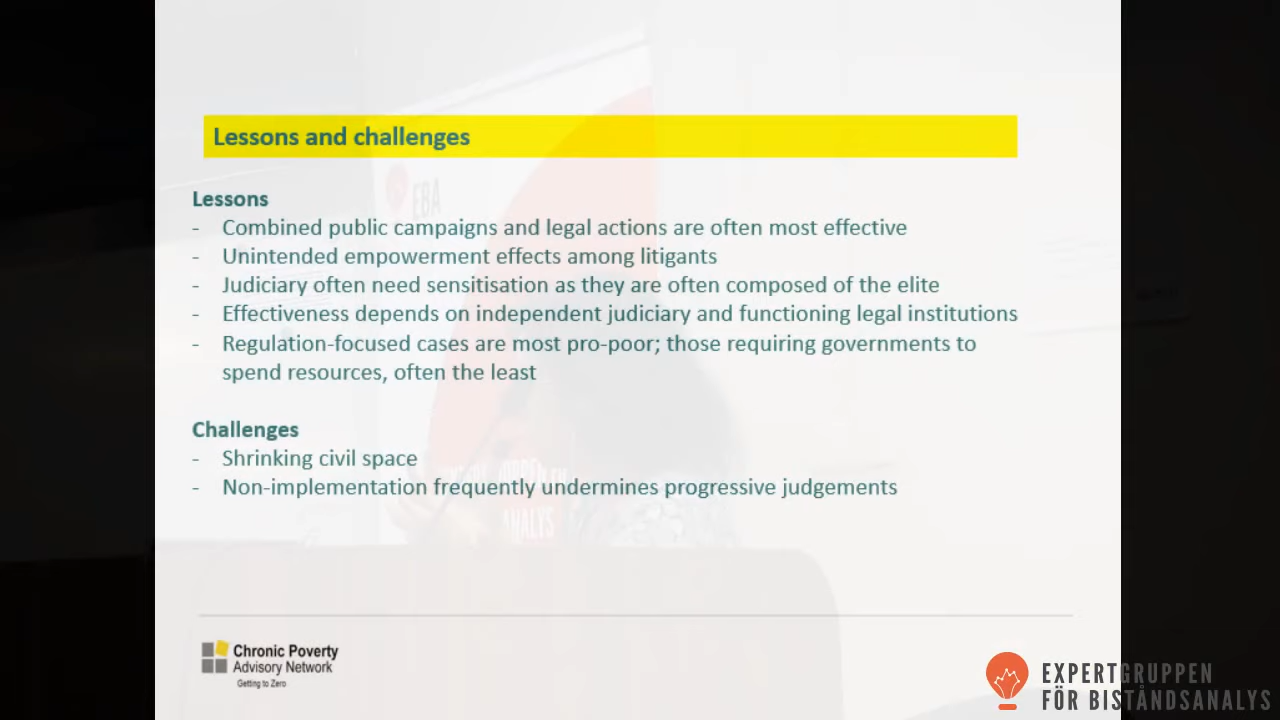 Lessons and challenges
Lessons
- Combined public campaigns and legal actions are often most effective
- Unintended empowerment effects among litigants
- Judiciary often need sensitisation as they are often composed of the elite
- Effectiveness depends on independent judiciary and functioning legal institutions
- Regulation-focused cases are most pro-poor; those requiring governments to
spend resources, often the least
Challenges
- Shrinking civil space
- Non-implementation frequently undermines progressive judgements
Chronic Poverty
Advisory Network
Getting to Zero
EXPERTGRUPPEN
FÖR BISTÅNDSANALYS
EBA
ANALYS